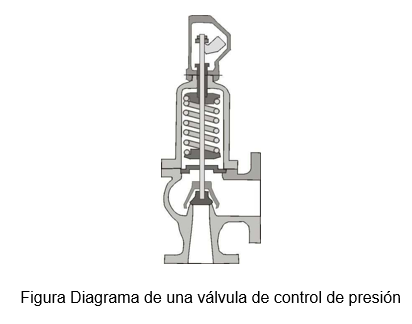 Figura Diagrama de una válvula de control de presión